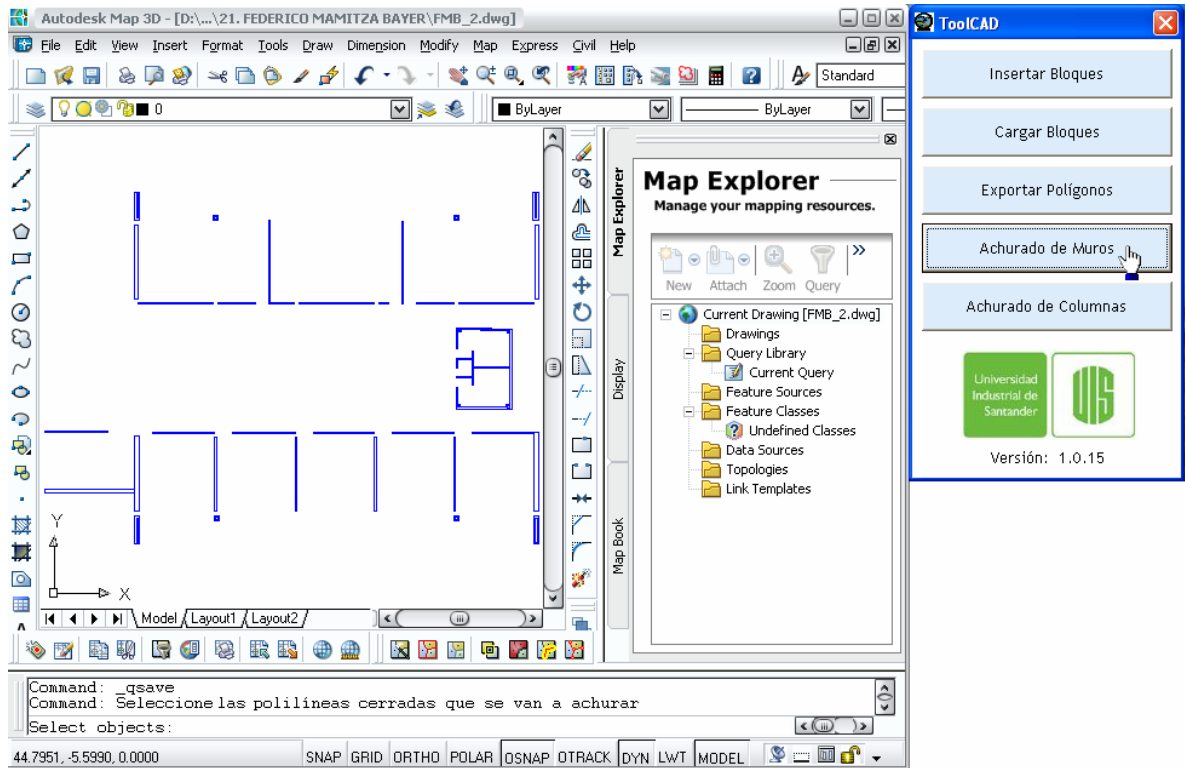 Autodesk Map 3D - [D:\...\21. FEDERICO MAMITZA BAYER\FMB_2.dwg]
File Edit View Insert Format Tools Draw Dimension Modify Map Express Civil Help
Standard
0
ByLayer
ByLayer
Map Explorer
Display
Map Book
Map Explorer
Manage your mapping resources.
New Attach Zoom Query
Current Drawing [FMB_2.dwg]
Drawings
Query Library
Current Query
Feature Sources
Feature Classes
Undefined Classes
Data Sources
Topologies
Link Templates
Y
X
Model Layout1 Layout2
Command: _qsave
Command: Seleccione las polilíneas cerradas que se van a achurar
Select objects:
44.7951, -5.5990, 0.0000
SNAP GRID ORTHO POLAR OSNAP OTRACK DYN LWT MODEL
ToolCAD
Insertar Bloques
Cargar Bloques
Exportar Polígonos
Achurado de Muros
Achurado de Columnas
Universidad
Industrial de
Santander
UIS
Versión: 1.0.15